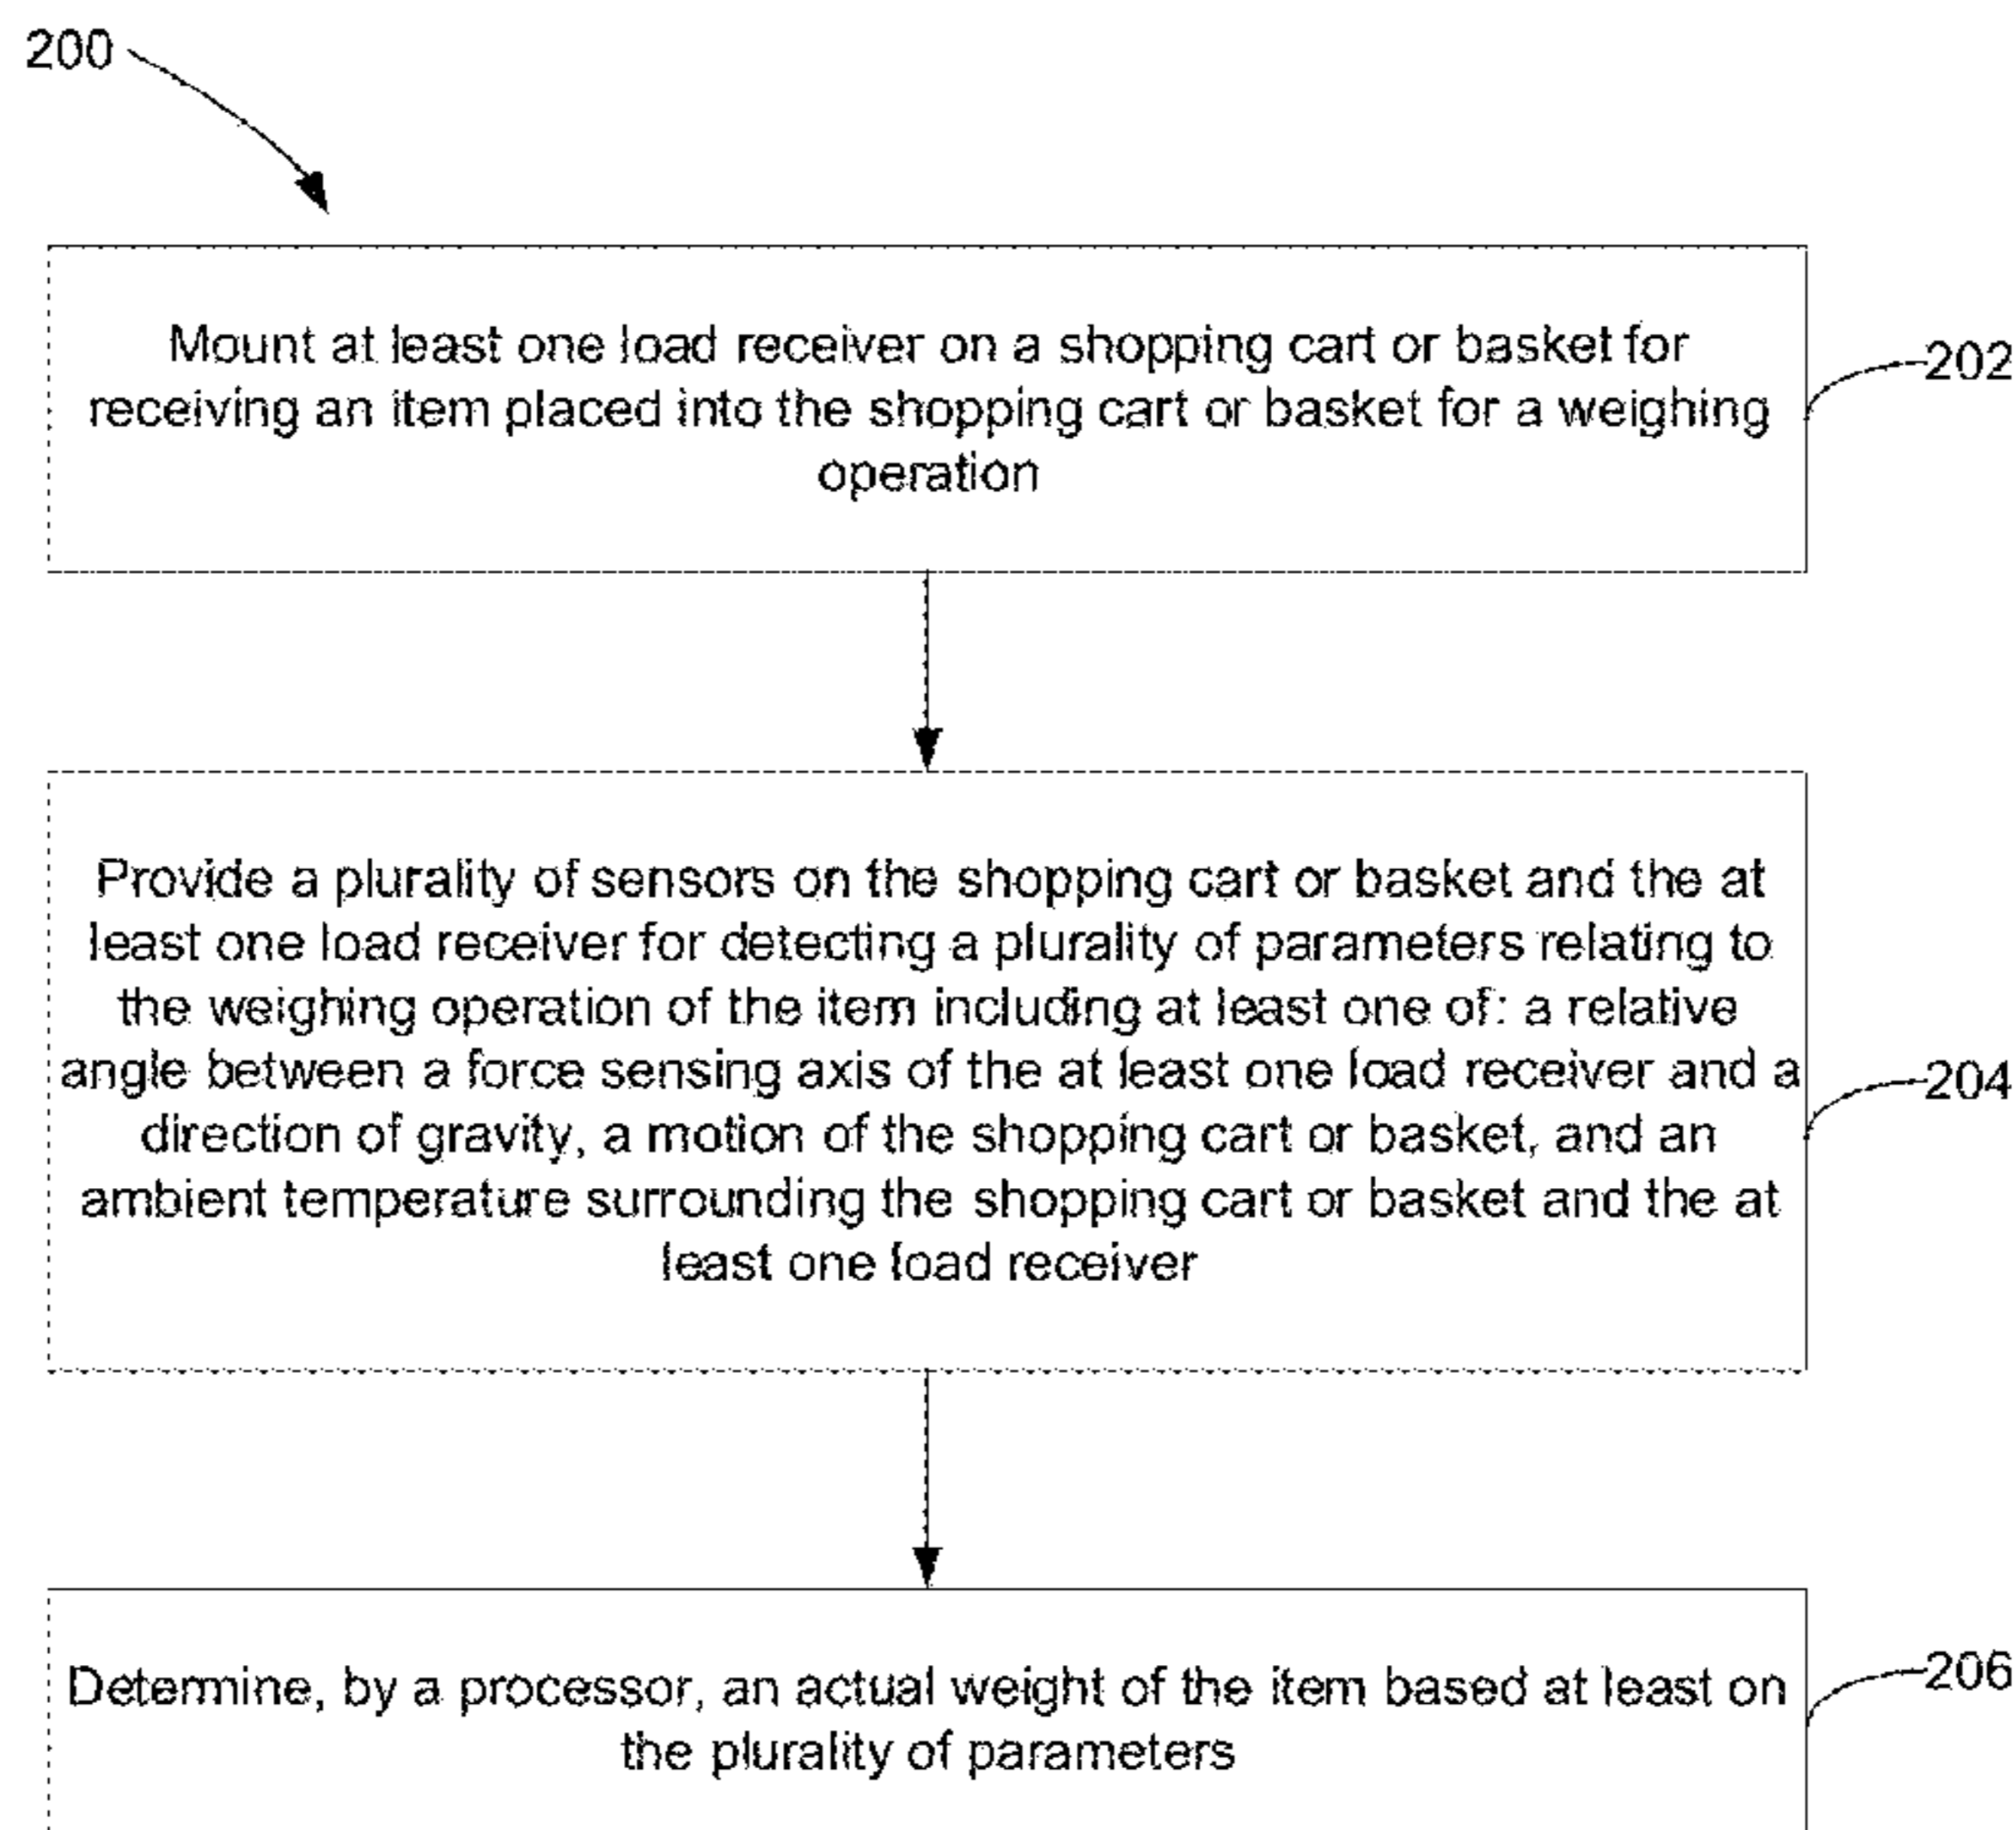 200
Mount at least one load receiver on a shopping cart or basket for
receiving an item placed into the shopping cart or basket for a weighing
operation
202
Provide a plurality of sensors on the shopping cart or basket and the at
least one load receiver for detecting a plurality of parameters relating to
the weighing operation of the item including at least one of: a relative
angle between a force sensing axis of the at least one load receiver and a
direction of gravity, a motion of the shopping cart or basket, and an
ambient temperature surrounding the shopping cart or basket and the at
least one load receiver
204
Determine, by a processor, an actual weight of the item based at least on
the plurality of parameters
206